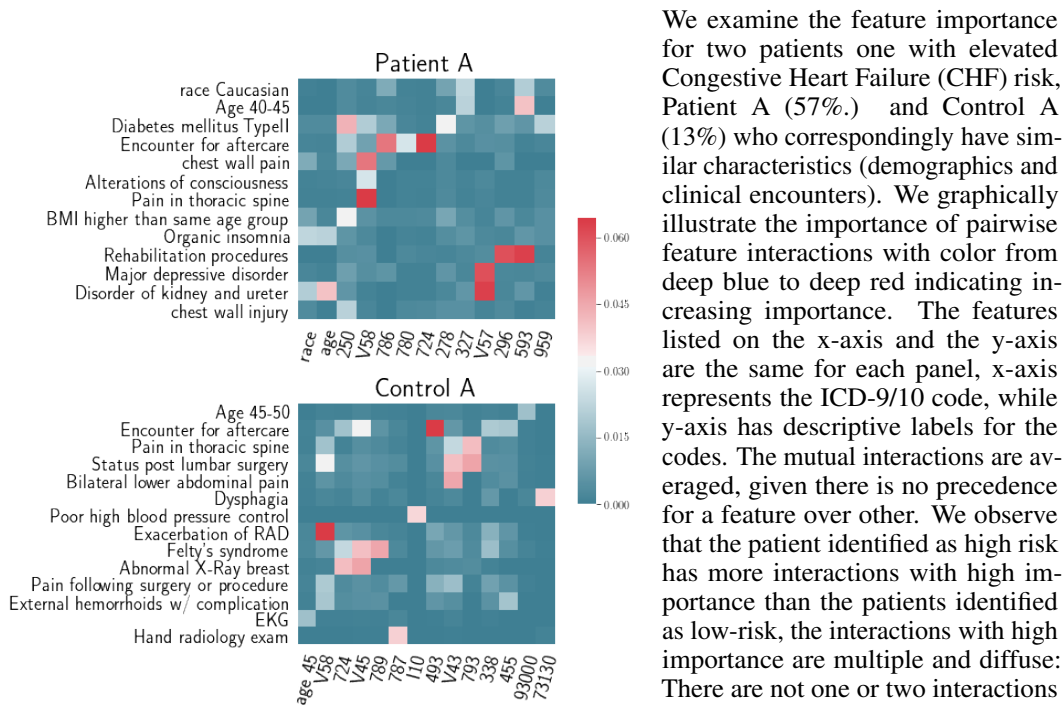 Patient A
race Caucasian
Age 40-45
Diabetes mellitus TypeII
Encounter for aftercare
chest wall pain
Alterations of consciousness
Pain in thoracic spine
BMI higher than same age group
Organic insomnia
Rehabilitation procedures
Major depressive disorder
Disorder of kidney and ureter
chest wall injury
race age 250 V58 786 780 724 278 327 V57 296 593 959
Control A
Age 45-50
Encounter for aftercare
Pain in thoracic spine
Status post lumbar surgery
Bilateral lower abdominal pain
Dysphagia
Poor high blood pressure control
Exacerbation of RAD
Felty's syndrome
Abnormal X-Ray breast
Pain following surgery or procedure
External hemorrhoids w/ complication
EKG
Hand radiology exam
age 45 V58 724 V45 789 787 I10 493 V43 793 338 455 93000 73130
0.060
0.045
0.030
0.015
0.000
We examine the feature importance
for two patients one with elevated
Congestive Heart Failure (CHF) risk,
Patient A (57%.) and Control A
(13%) who correspondingly have sim-
ilar characteristics (demographics and
clinical encounters). We graphically
illustrate the importance of pairwise
feature interactions with color from
deep blue to deep red indicating in-
creasing importance. The features
listed on the x-axis and the y-axis
are the same for each panel, x-axis
represents the ICD-9/10 code, while
y-axis has descriptive labels for the
codes. The mutual interactions are av-
eraged, given there is no precedence
for a feature over other. We observe
that the patient identified as high risk
has more interactions with high im-
portance than the patients identified
as low-risk, the interactions with high
importance are multiple and diffuse:
There are not one or two interactions